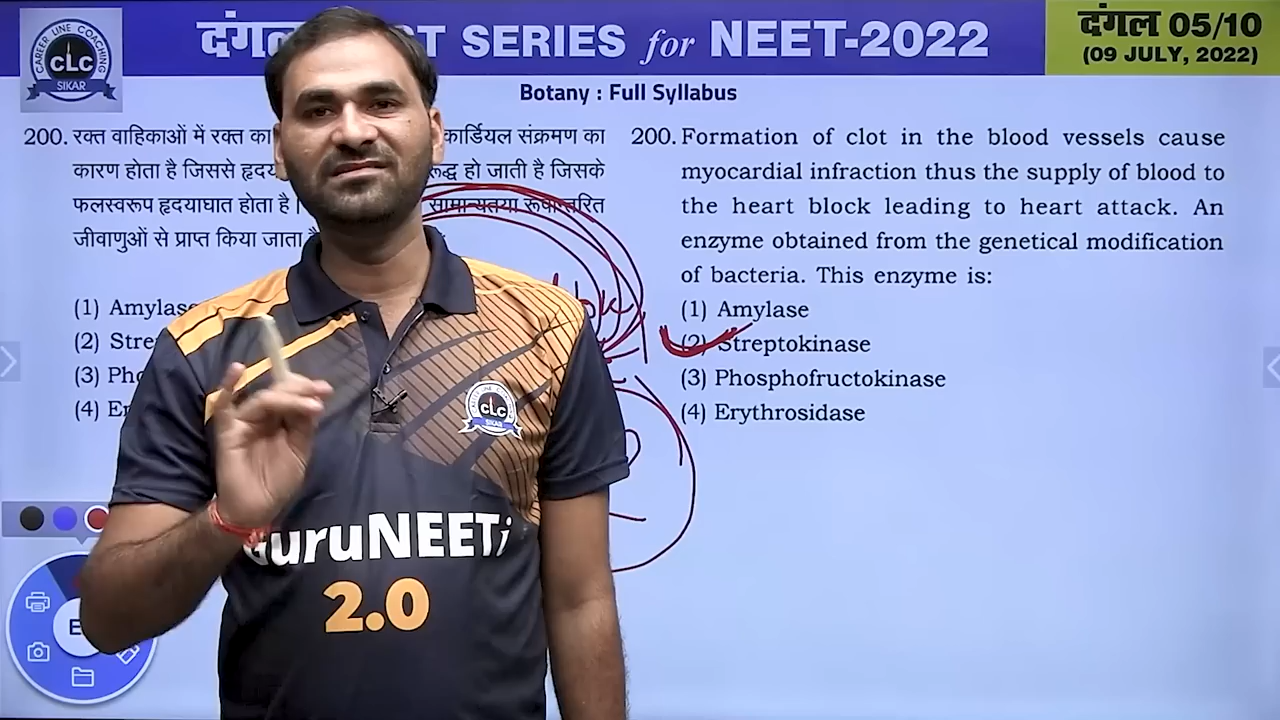 दंगल TEST SERIES for NEET-2022
दंगल 05/10
(09 JULY, 2022)
CAREER LINE COACHING
CLC
SIKAR
Botany : Full Syllabus
200. रक्त वाहिकाओं में रक्त का कार्डियल संक्रमण का
कारण होता है जिससे हृदय रूद्ध हो जाती है जिसके
फलस्वरूप हृदयाघात होता है। सामान्यतया रूपान्तरित
जीवाणुओं से प्राप्त किया जाता है
(1) Amylase
(2) Stre
(3) Pho
(4) Er
200. Formation of clot in the blood vessels cause
myocardial infraction thus the supply of blood to
the heart block leading to heart attack. An
enzyme obtained from the genetical modification
of bacteria. This enzyme is:
(1) Amylase
(2) Streptokinase
(3) Phosphofructokinase
(4) Erythrosidase
CLC
SIKAR
GuruNEETi
2.0
E